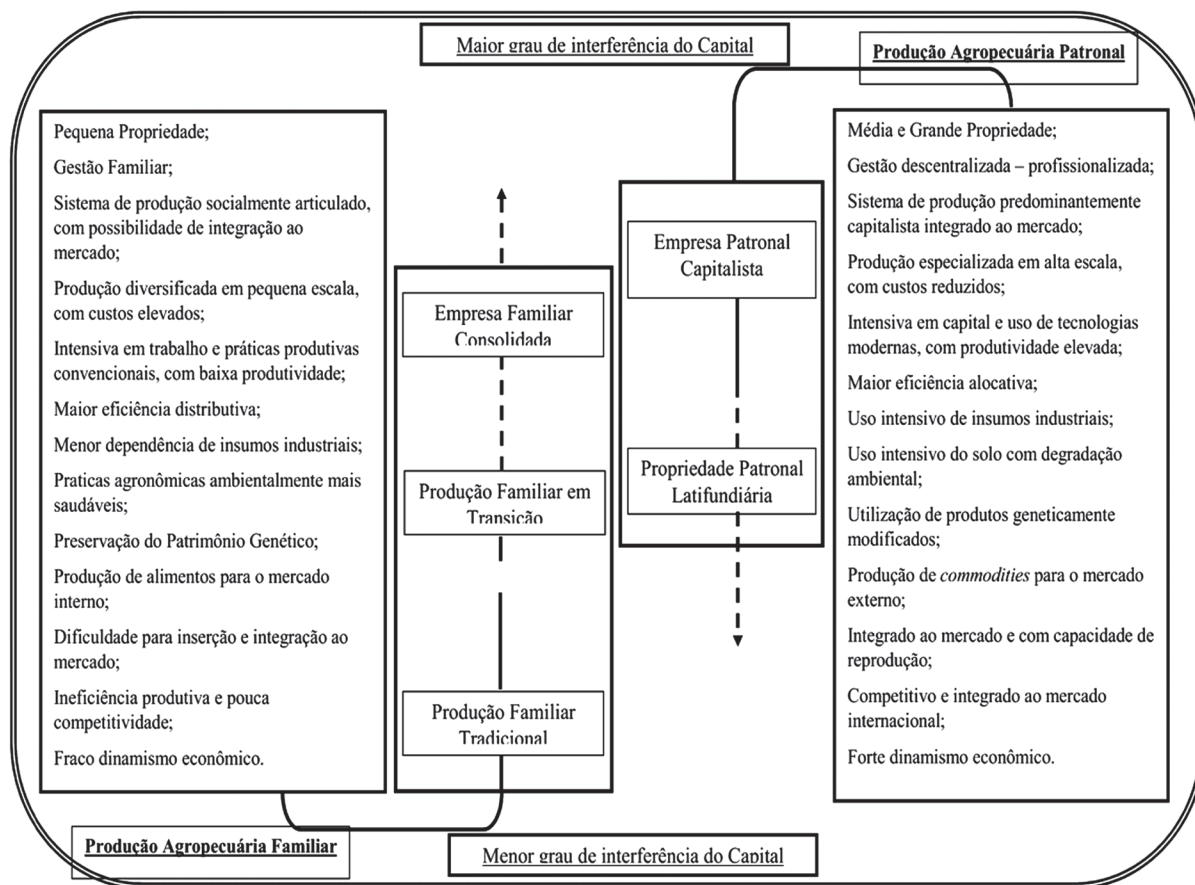 Maior grau de interferência do Capital
Produção Agropecuária Patronal
Pequena Propriedade;
Gestão Familiar;
Sistema de produção socialmente articulado,
com possibilidade de integração ao
mercado;
Produção diversificada em pequena escala,
com custos elevados;
Intensiva em trabalho e práticas produtivas
convencionais, com baixa produtividade;
Maior eficiência distributiva;
Menor dependência de insumos industriais;
Praticas agronômicas ambientalmente mais
saudáveis;
Preservação do Patrimônio Genético;
Produção de alimentos para o mercado
interno;
Dificuldade para inserção e integração ao
mercado;
Ineficiência produtiva e pouca
competitividade;
Fraco dinamismo econômico.
Empresa Familiar
Consolidada
Produção Familiar em
Transição
Produção Familiar
Tradicional
Empresa Patronal
Capitalista
Propriedade Patronal
Latifundiária
Média e Grande Propriedade;
Gestão descentralizada – profissionalizada;
Sistema de produção predominantemente
capitalista integrado ao mercado;
Produção especializada em alta escala,
com custos reduzidos;
Intensiva em capital e uso de tecnologias
modernas, com produtividade elevada;
Maior eficiência alocativa;
Uso intensivo de insumos industriais;
Uso intensivo do solo com degradação
ambiental;
Utilização de produtos geneticamente
modificados;
Produção de commodities para o mercado
externo;
Integrado ao mercado e com capacidade de
reprodução;
Competitivo e integrado ao mercado
internacional;
Forte dinamismo econômico.
Produção Agropecuária Familiar
Menor grau de interferência do Capital